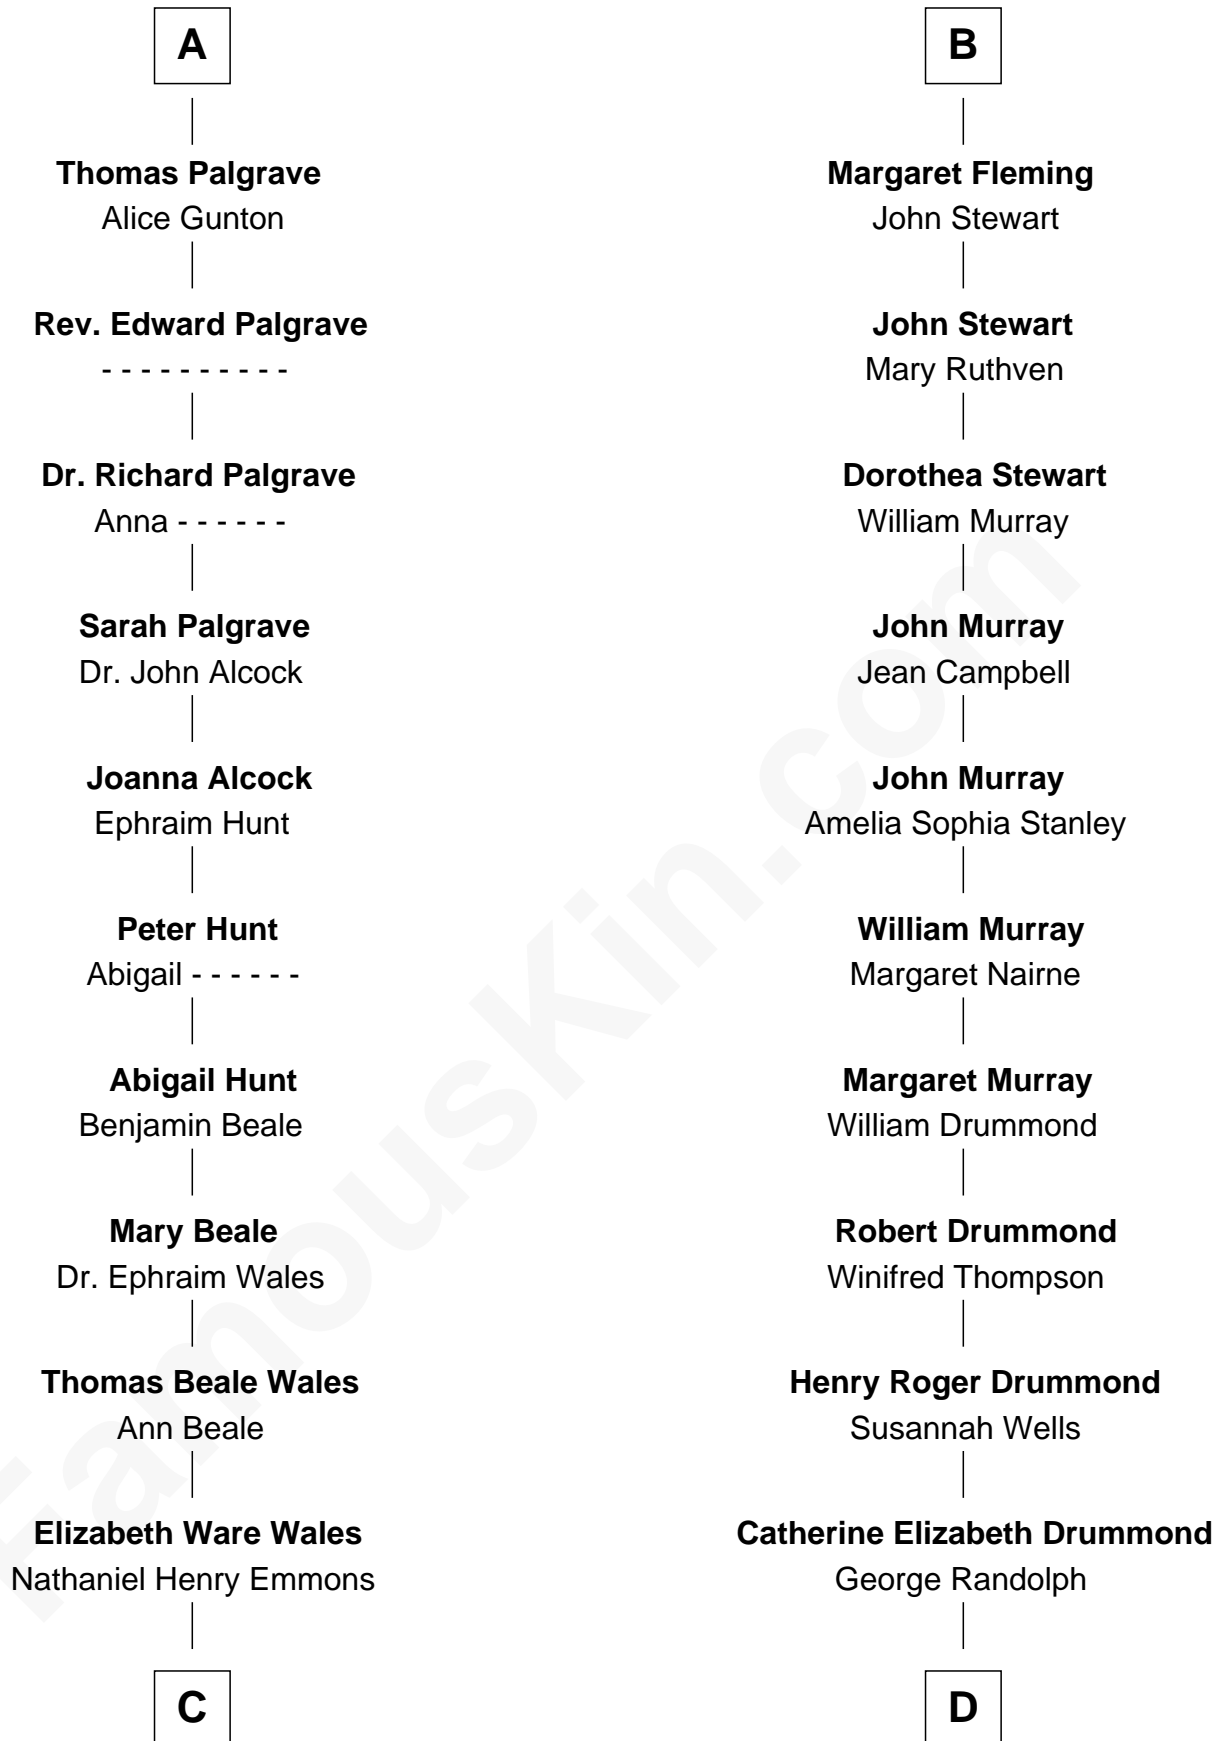 A
Thomas Palgrave
Alice Gunton
Rev. Edward Palgrave
- - - - - - - - - -
Dr. Richard Palgrave
Anna - - - - - -
Sarah Palgrave
Dr. John Alcock
Joanna Alcock
Ephraim Hunt
Peter Hunt
Abigail - - - - - -
Abigail Hunt
Benjamin Beale
Mary Beale
Dr. Ephraim Wales
Thomas Beale Wales
Ann Beale
Elizabeth Ware Wales
Nathaniel Henry Emmons
C
B
Margaret Fleming
John Stewart
John Stewart
Mary Ruthven
Dorothea Stewart
William Murray
John Murray
Jean Campbell
John Murray
Amelia Sophia Stanley
William Murray
Margaret Nairne
Margaret Murray
William Drummond
Robert Drummond
Winifred Thompson
Henry Roger Drummond
Susannah Wells
Catherine Elizabeth Drummond
George Randolph
D
FamousKin.com